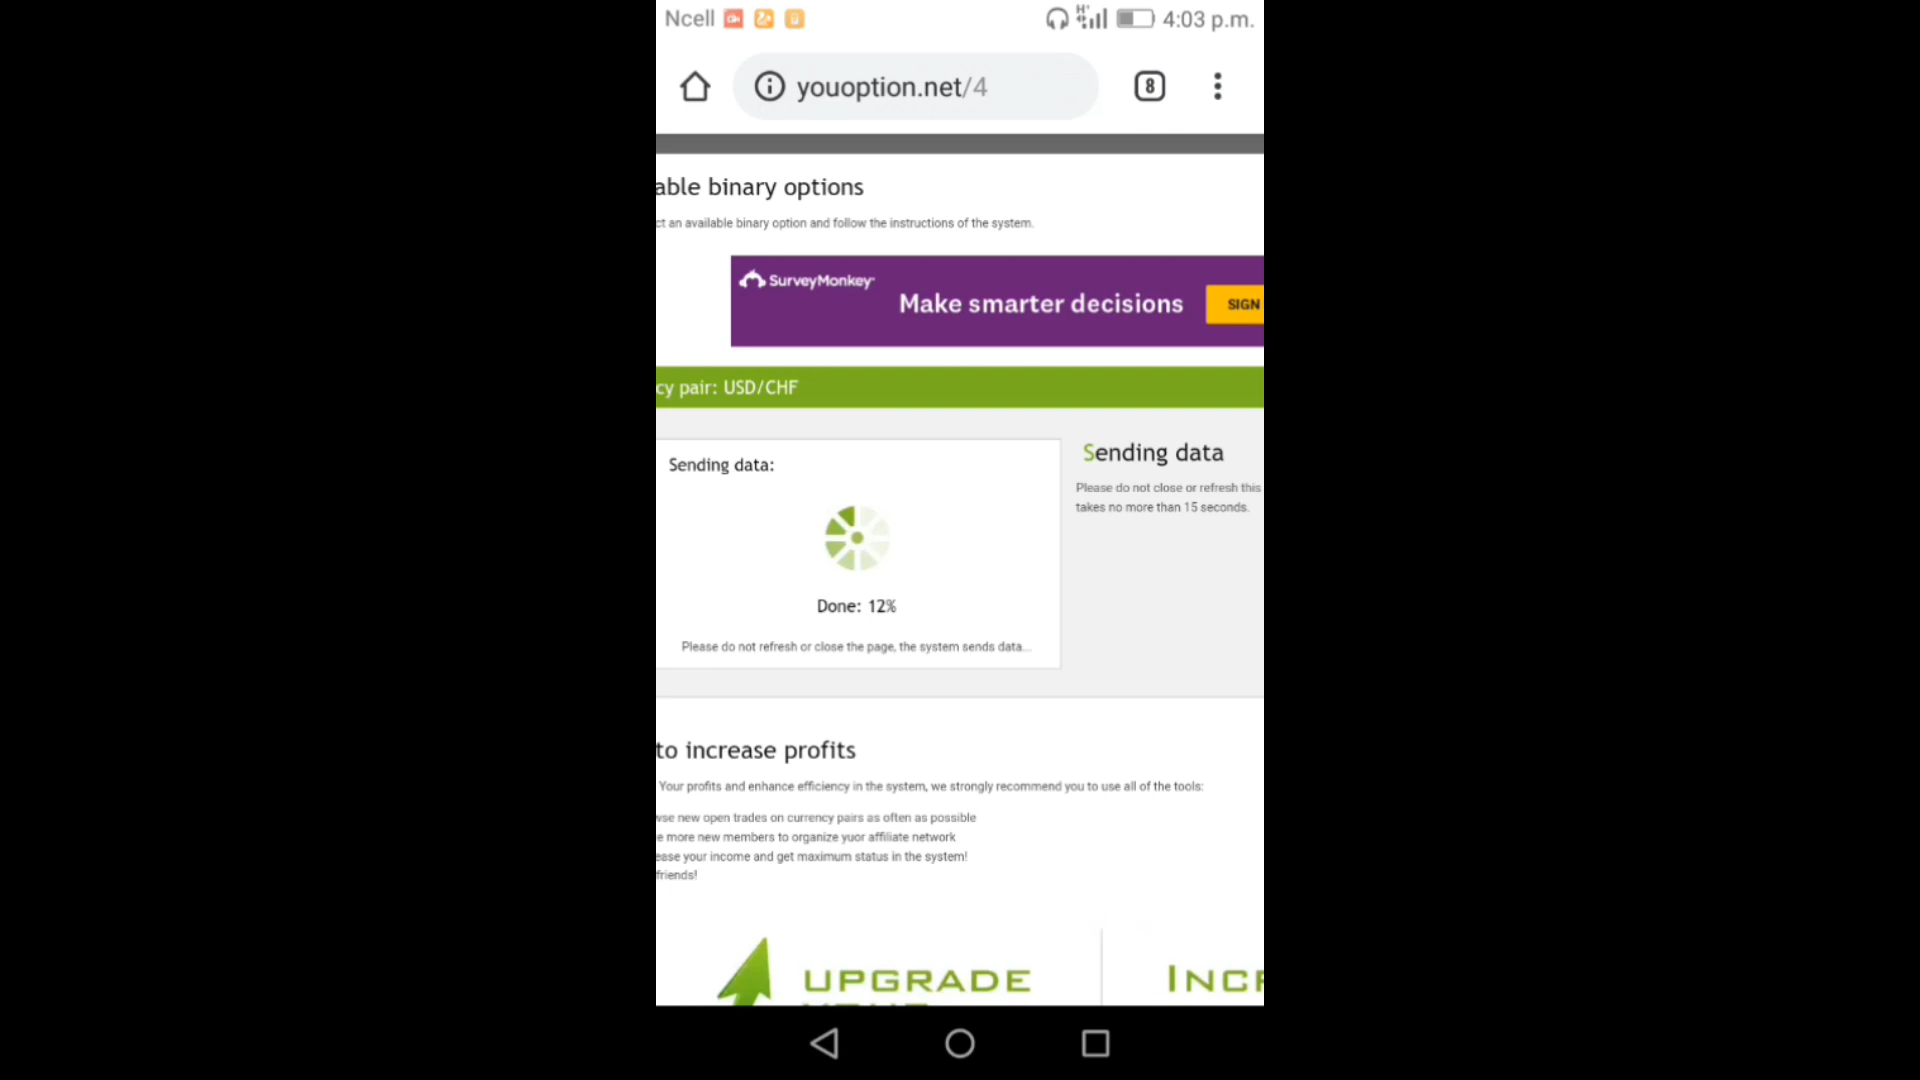 Ncell
4:03 p.m.
youoption.net/4
8
able binary options
ct an available binary option and follow the instructions of the system.
SurveyMonkey
Make smarter decisions
SIGN
cy pair: USD/CHF
Sending data:
Done: 12%
Please do not refresh or close the page, the system sends data...
Sending data
Please do not close or refresh this
takes no more than 15 seconds.
to increase profits
Your profits and enhance efficiency in the system, we strongly recommend you to use all of the tools:
wse new open trades on currency pairs as often as possible
e more new members to organize yuor affiliate network
ease your income and get maximum status in the system!
friends!
UPGRADE
INCR